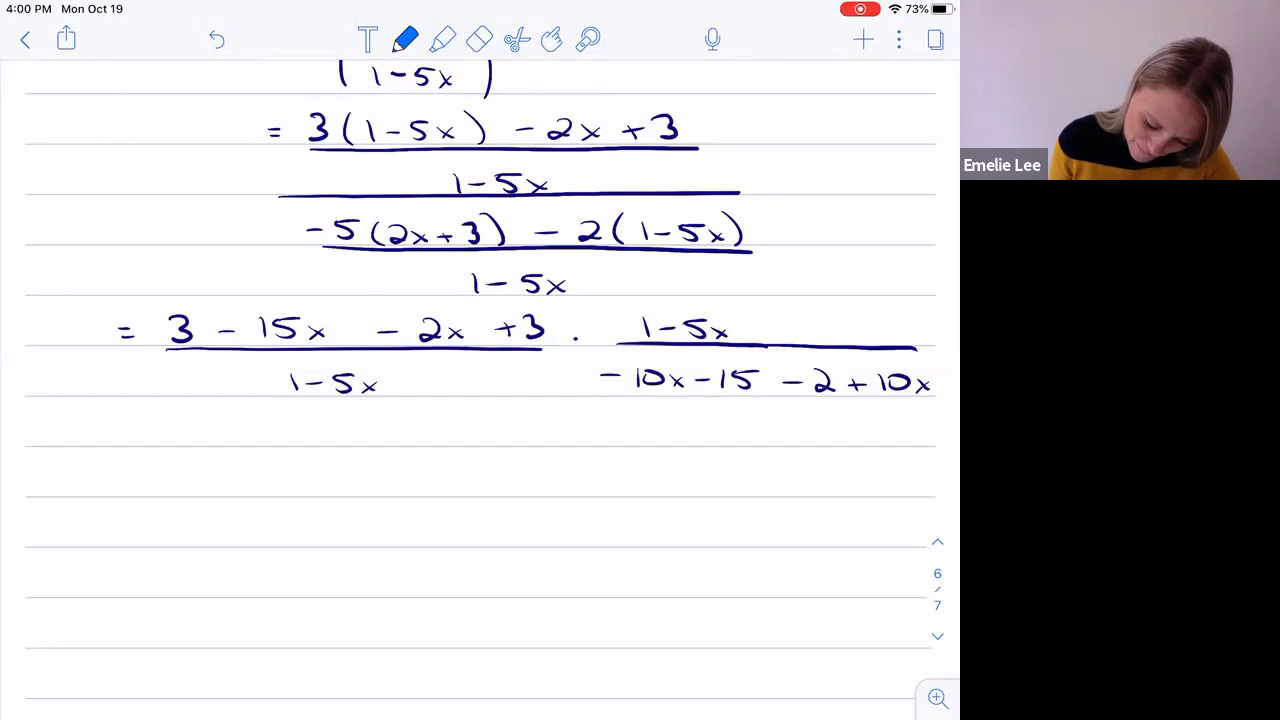 4:00 PM Mon Oct 19
73%
T
( 1-5x )
= 3(1-5x) -2x +3
1-5x
-5(2x+3) - 2(1-5x)
1-5x
= 3 - 15x - 2x +3 · 1-5x
1-5x -10x-15 -2+10x
6
/
7
Emelie Lee